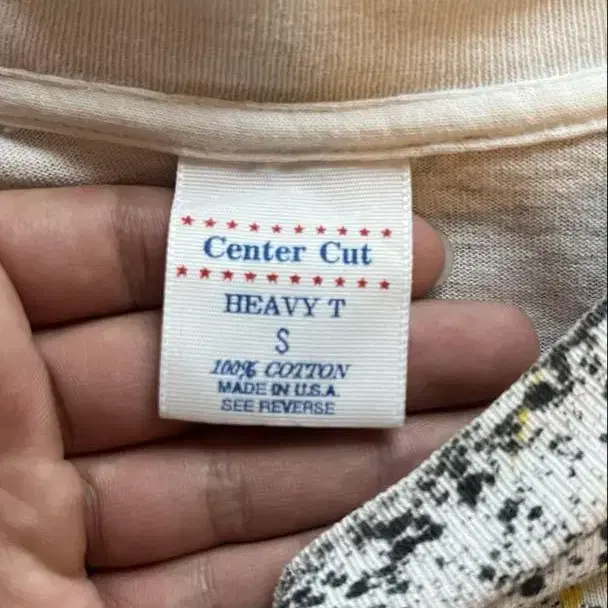 Center Cut
HEAVY T
S
100% COTTON
MADE IN U.S.A.
SEE REVERSE